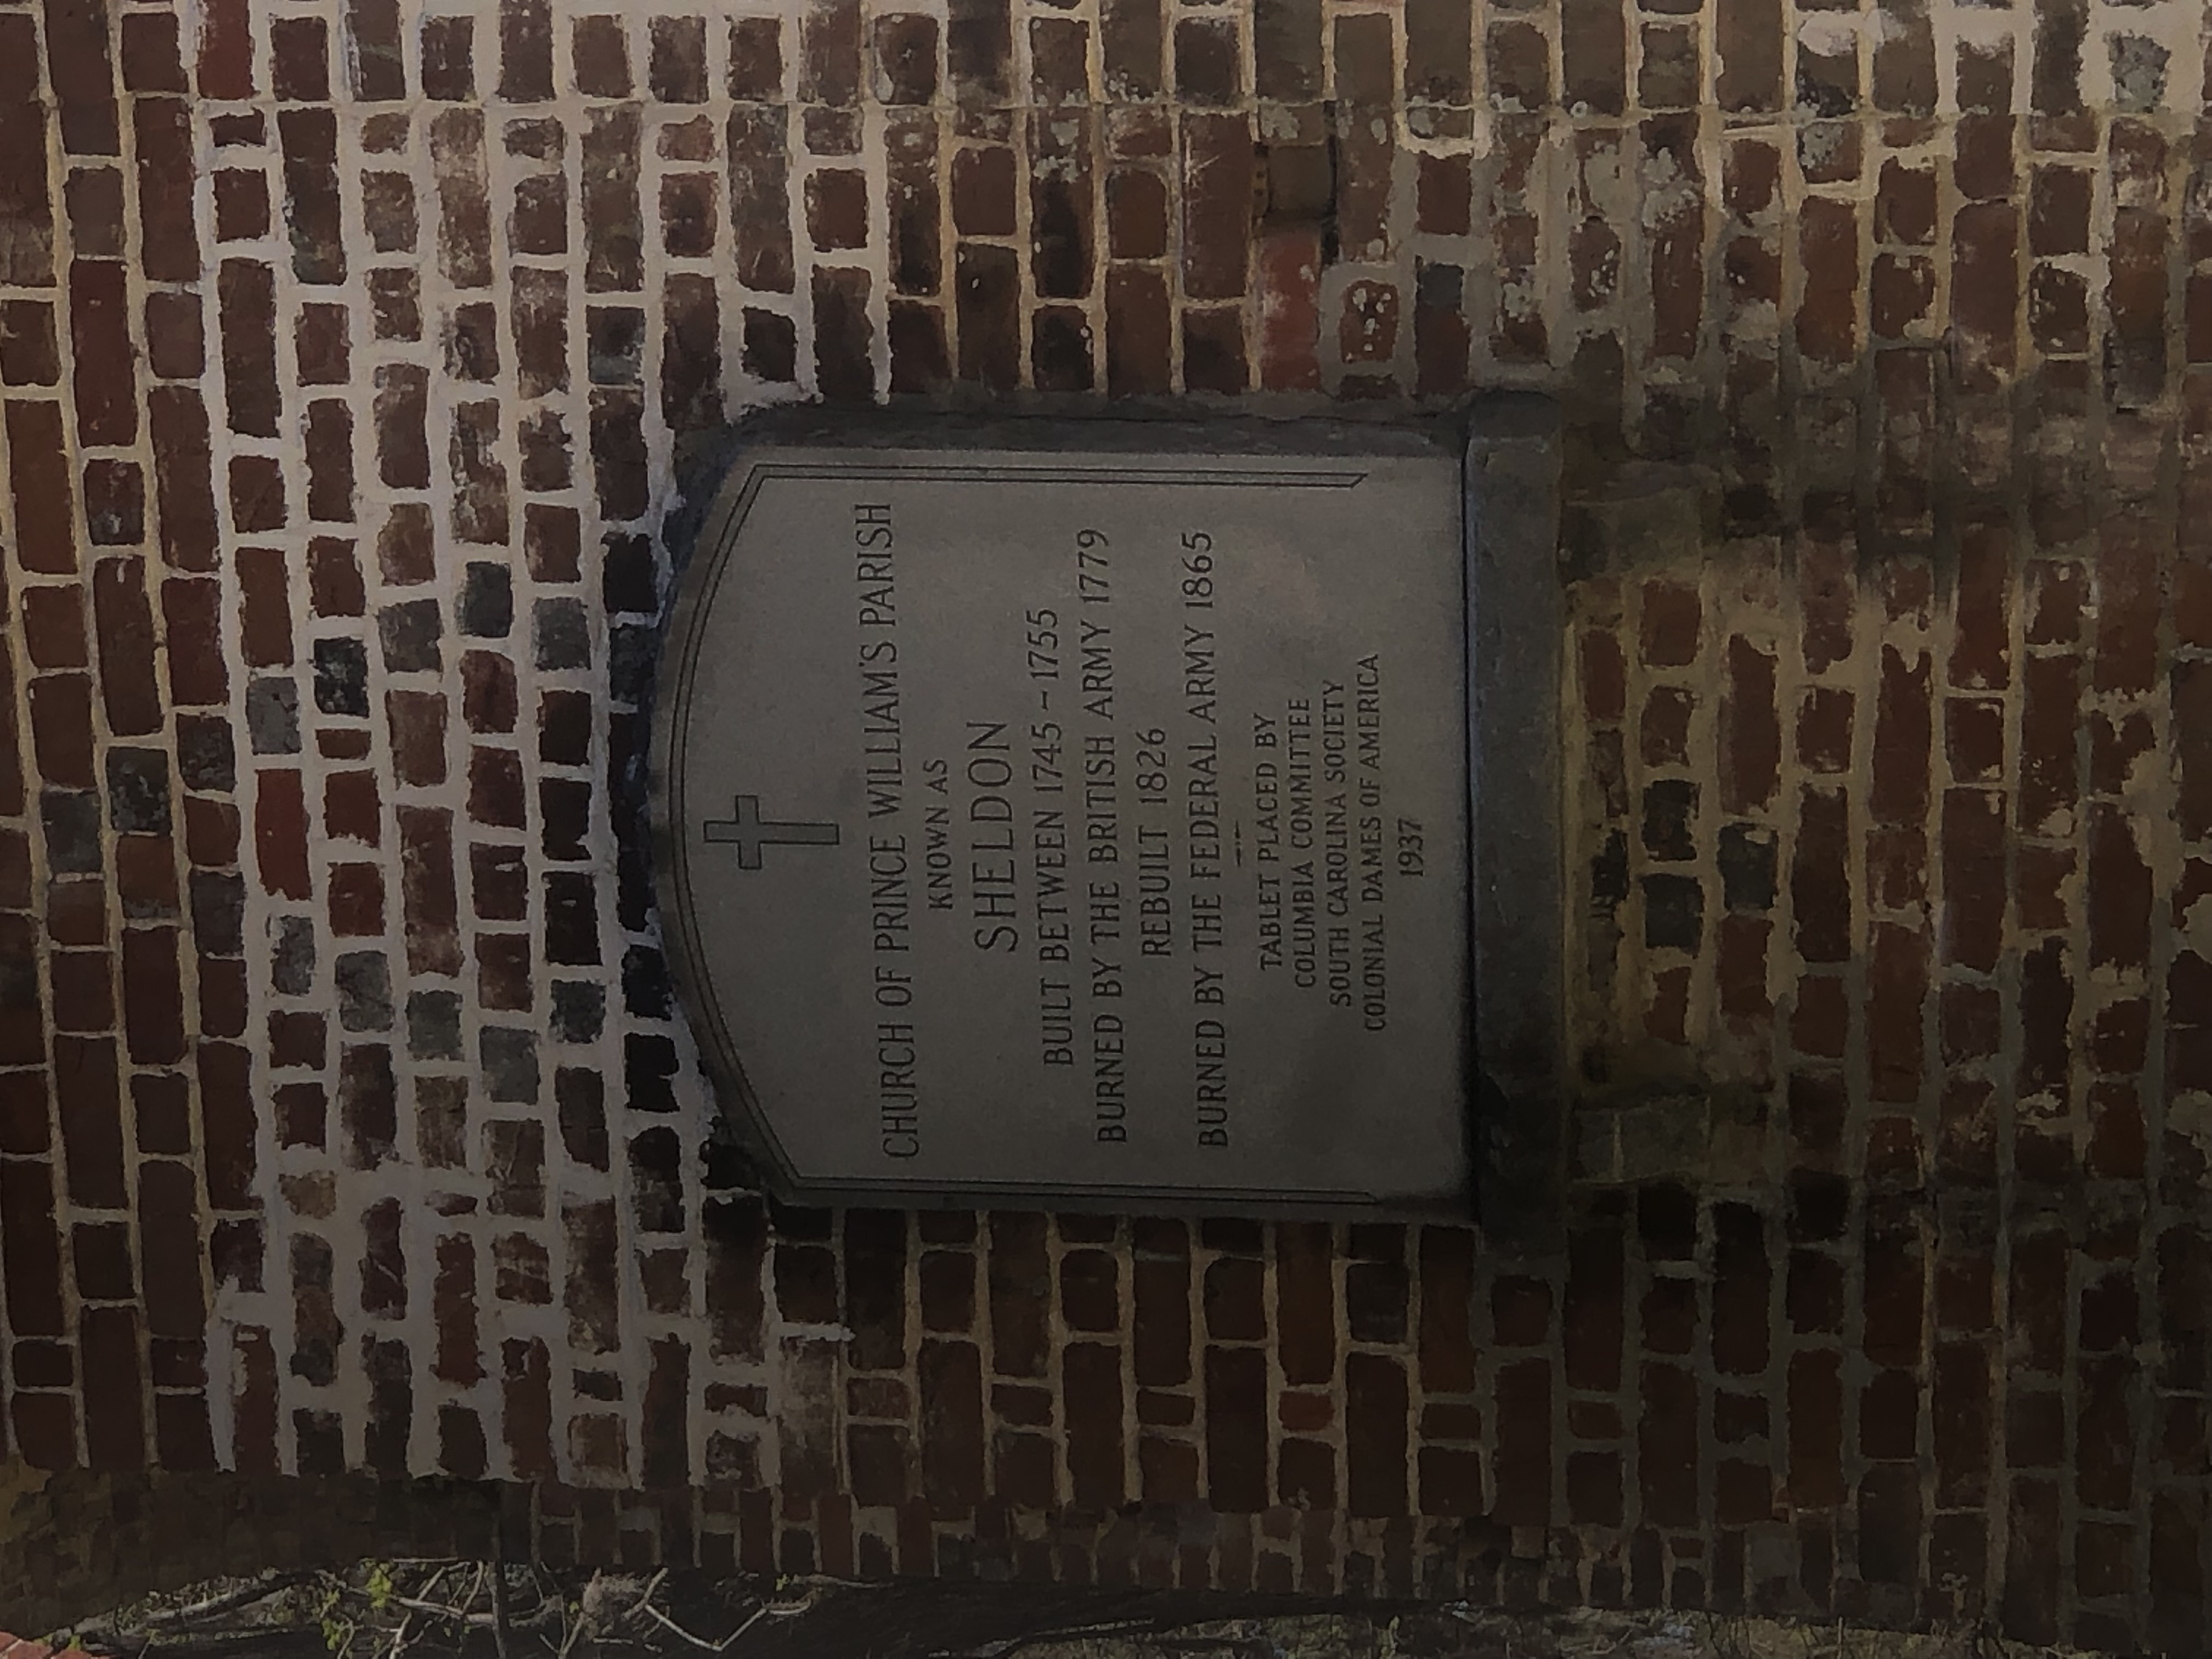 CHURCH OF PRINCE WILLIAM'S PARISH
KNOWN AS
SHELDON
BUILT BETWEEN 1745 – 1755
BURNED BY THE BRITISH ARMY 1779
REBUILT 1826
BURNED BY THE FEDERAL ARMY 1865
TABLET PLACED BY
COLUMBIA COMMITTEE
SOUTH CAROLINA SOCIETY
COLONIAL DAMES OF AMERICA
1937